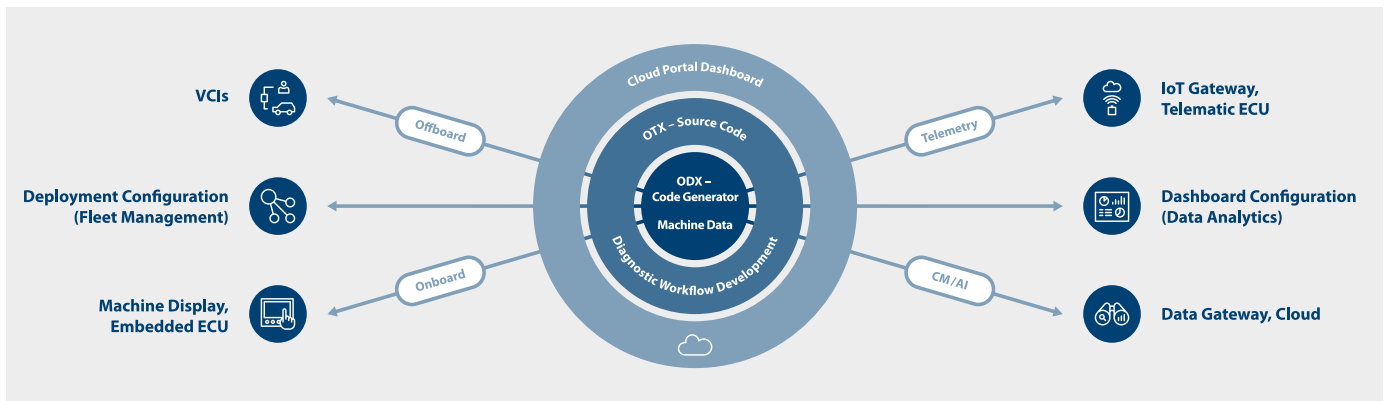 VCIs
Offboard
Deployment Configuration
(Fleet Management)
Onboard
Machine Display,
Embedded ECU
Cloud Portal Dashboard
OTX – Source Code
ODX –
Code Generator
Machine Data
Diagnostic Workflow Development
Telemetry
IoT Gateway,
Telematic ECU
Dashboard Configuration
(Data Analytics)
CM/AI
Data Gateway, Cloud